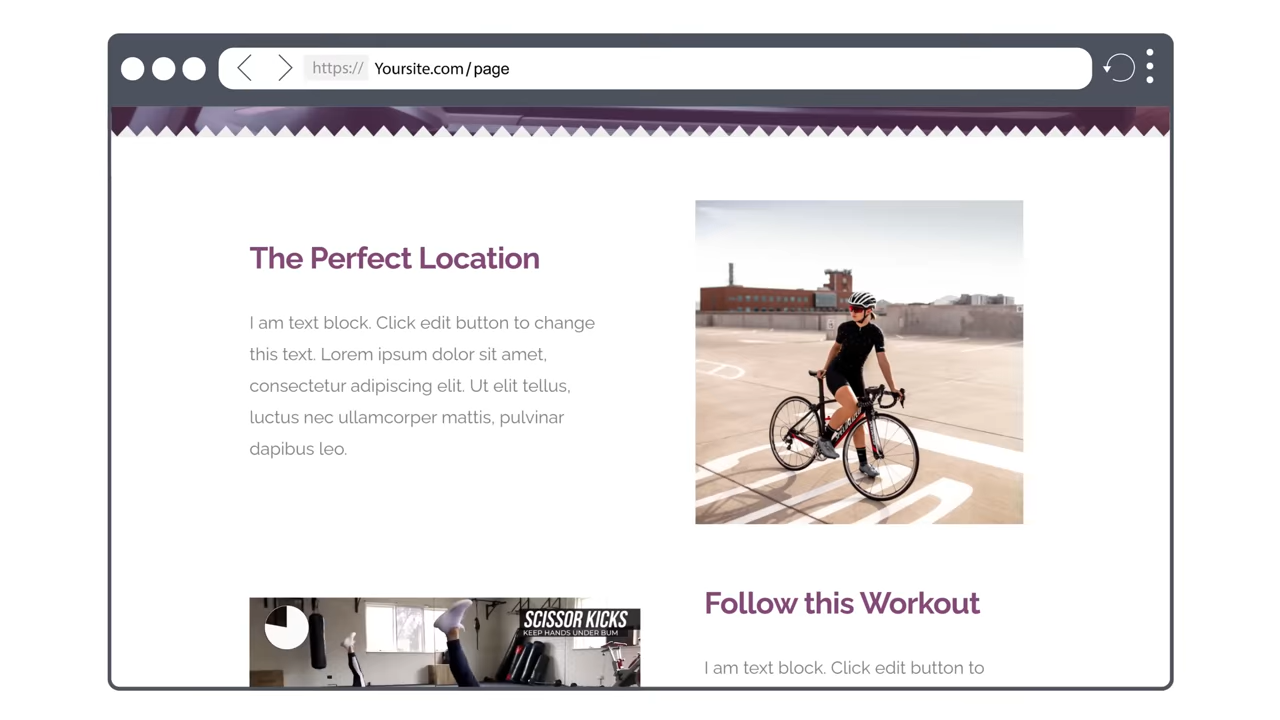 https:// Yoursite.com/page
The Perfect Location
I am text block. Click edit button to change
this text. Lorem ipsum dolor sit amet,
consectetur adipiscing elit. Ut elit tellus,
luctus nec ullamcorper mattis, pulvinar
dapibus leo.
SCISSOR KICKS
KEEP HANDS UNDER BUM
Follow this Workout
I am text block. Click edit button to